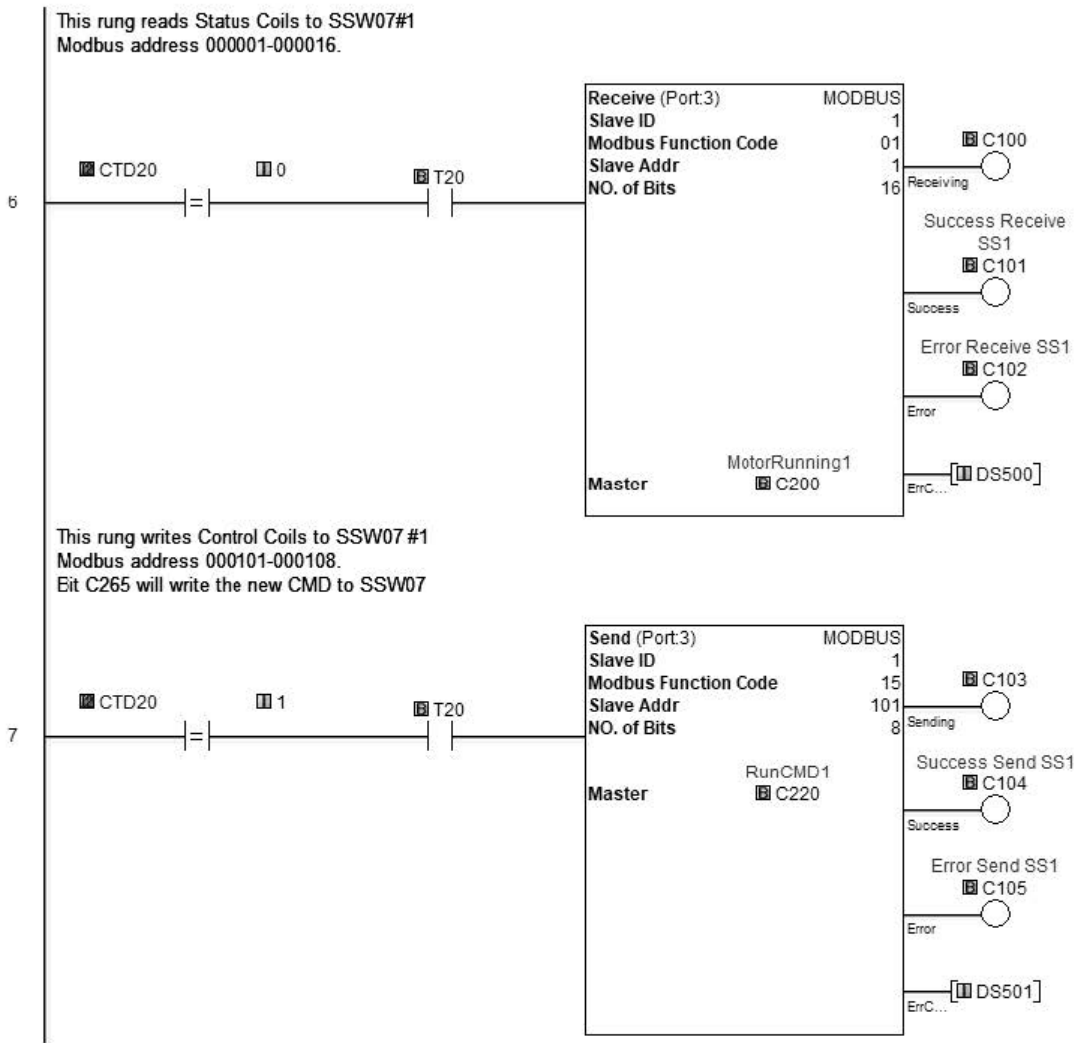 This rung reads Status Coils to SSW07#1
Modbus address 000001-000016.
Receive (Port:3) MODBUS
Slave ID 1
Modbus Function Code 01
Slave Addr 1
NO. of Bits 16
6
CTD20 0 T20
=
C100
Receiving
Success Receive
SS1
C101
Success
Error Receive SS1
C102
Error
MotorRunning1
Master C200
ErrC... DS500
This rung writes Control Coils to SSW07 #1
Modbus address 000101-000108.
Bit C265 will write the new CMD to SSW07
Send (Port:3) MODBUS
Slave ID 1
Modbus Function Code 15
Slave Addr 101
NO. of Bits 8
7
CTD20 1 T20
=
C103
Sending
RunCMD1
Master C220
Success Send SS1
C104
Success
Error Send SS1
C105
Error
ErrC... DS501